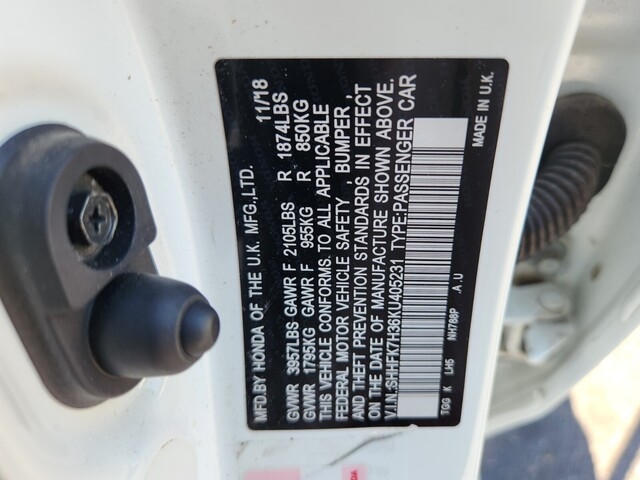 MFD.BY HONDA OF THE U.K. MFG.,LTD. 11/18
GVWR 3957LBS GAWR F 2105LBS R 1874LBS
GVWR 1795KG GAWR F 955KG R 850KG
THIS VEHICLE CONFORMS. TO ALL APPLICABLE
FEDERAL MOTOR VEHICLE SAFETY , BUMPER ,
AND THEFT PREVENTION STANDARDS IN EFFECT
ON THE DATE OF MANUFACTURE SHOWN ABOVE.
V.I.N.:SHHFK7H36KU405231 TYPE:PASSENGER CAR
TGG K LH5 NH788P .A U MADE IN U.K.